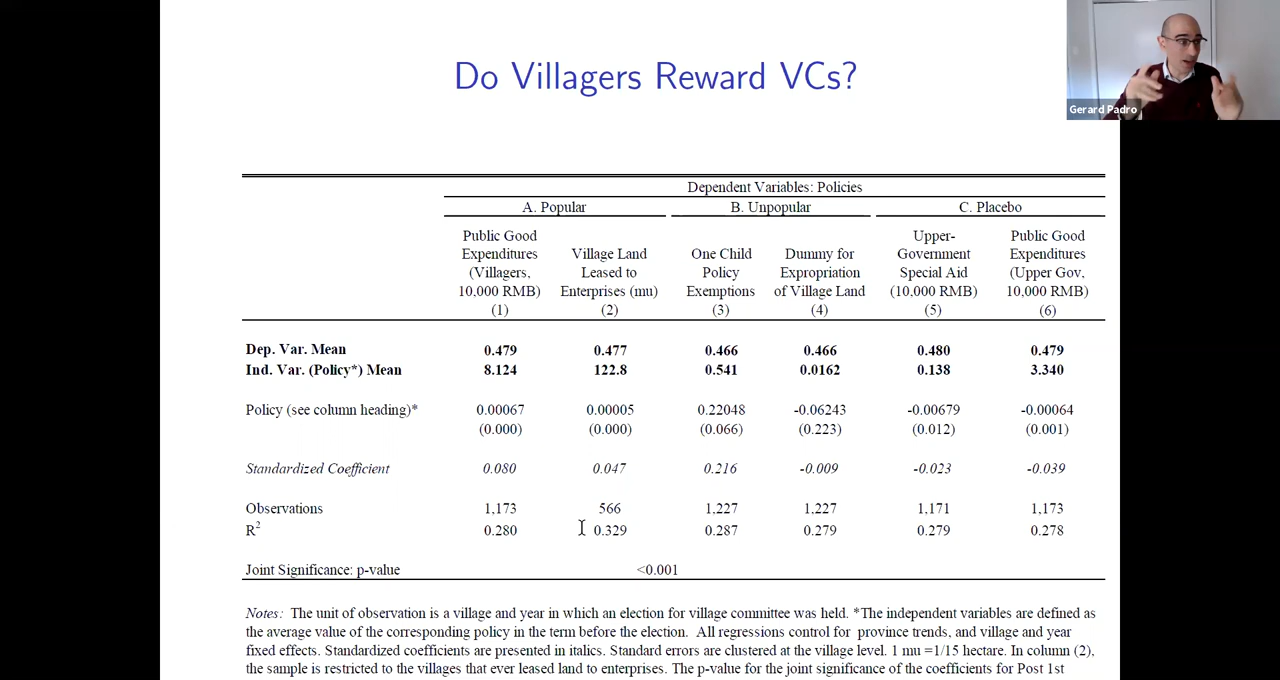 Do Villagers Reward VCs?
Gerard Padro
Dependent Variables: Policies
A. Popular B. Unpopular C. Placebo
Public Good Expenditures (Villagers, 10,000 RMB) (1)
Village Land Leased to Enterprises (mu) (2)
One Child Policy Exemptions (3)
Dummy for Expropriation of Village Land (4)
Upper-Government Special Aid (10,000 RMB) (5)
Public Good Expenditures (Upper Gov, 10,000 RMB) (6)
Dep. Var. Mean 0.479 0.477 0.466 0.466 0.480 0.479
Ind. Var. (Policy*) Mean 8.124 122.8 0.541 0.0162 0.138 3.340
Policy (see column heading)* 0.00067 0.00005 0.22048 -0.06243 -0.00679 -0.00064
(0.000) (0.000) (0.066) (0.223) (0.012) (0.001)
Standardized Coefficient 0.080 0.047 0.216 -0.009 -0.023 -0.039
Observations 1,173 566 1,227 1,227 1,171 1,173
R2 0.280 0.329 0.287 0.279 0.279 0.278
Joint Significance: p-value <0.001
Notes: The unit of observation is a village and year in which an election for village committee was held. *The independent variables are defined as
the average value of the corresponding policy in the term before the election. All regressions control for province trends, and village and year
fixed effects. Standardized coefficients are presented in italics. Standard errors are clustered at the village level. 1 mu =1/15 hectare. In column (2),
the sample is restricted to the villages that ever leased land to enterprises. The p-value for the joint significance of the coefficients for Post 1st